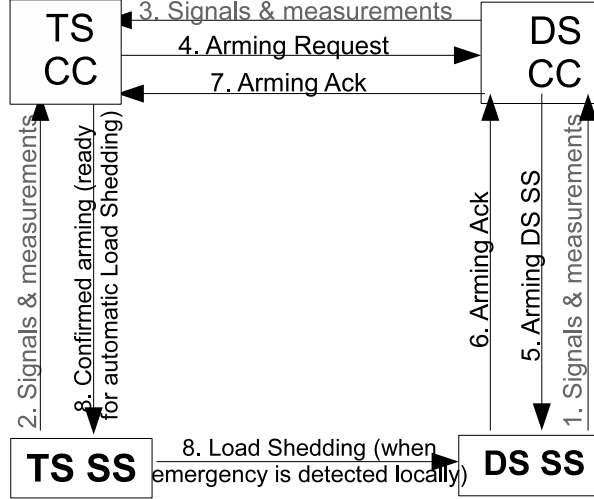 3. Signals & measurements
TS
CC
DS
CC
4. Arming Request
7. Arming Ack
2. Signals & measurements
8. Confirmed arming (ready
for automatic Load Shedding)
6. Arming Ack
5. Arming DS SS
1. Signals & measurements
TS SS
8. Load Shedding (when
emergency is detected locally)
DS SS